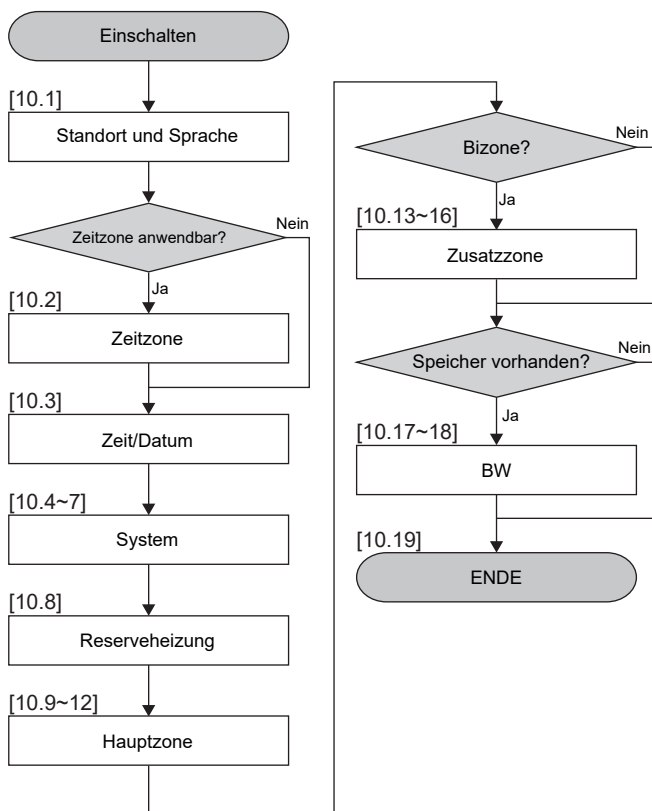 Einschalten
[10.1]
Standort und Sprache
Zeitzone anwendbar?
Nein
Ja
[10.2]
Zeitzone
[10.3]
Zeit/Datum
[10.4~7]
System
[10.8]
Reserveheizung
[10.9~12]
Hauptzone
Bizone?
Nein
Ja
[10.13~16]
Zusatzzone
Speicher vorhanden?
Nein
Ja
[10.17~18]
BW
[10.19]
ENDE